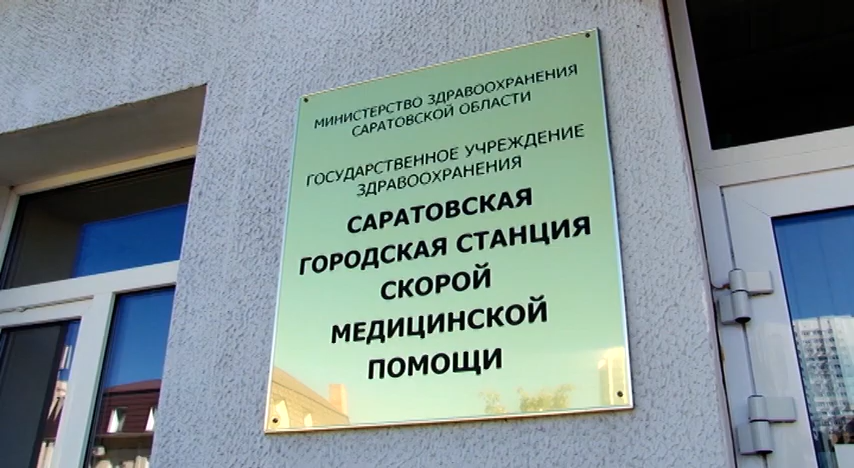 МИНИСТЕРСТВО ЗДРАВООХРАНЕНИЯ
САРАТОВСКОЙ ОБЛАСТИ
ГОСУДАРСТВЕННОЕ УЧРЕЖДЕНИЕ
ЗДРАВООХРАНЕНИЯ
САРАТОВСКАЯ
ГОРОДСКАЯ СТАНЦИЯ
СКОРОЙ
МЕДИЦИНСКОЙ
ПОМОЩИ